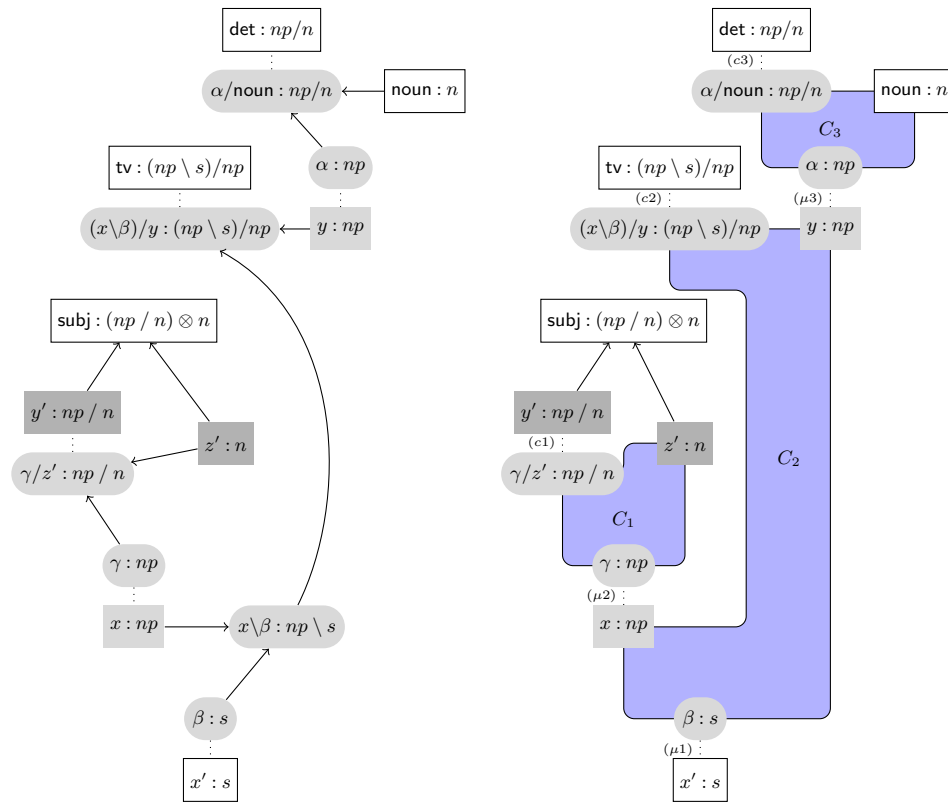 det : np/n
α/noun : np/n
noun : n
α : np
tv : (np \ s)/np
(x\β)/y : (np \ s)/np
y : np
subj : (np / n) ⊗ n
y′ : np / n
z′ : n
γ/z′ : np / n
γ : np
x : np
x\β : np \ s
β : s
x′ : s
det : np/n
(c3)
α/noun : np/n
noun : n
C3
α : np
tv : (np \ s)/np
(c2)
(μ3)
(x\β)/y : (np \ s)/np
y : np
subj : (np / n) ⊗ n
y′ : np / n
(c1)
z′ : n
C2
γ/z′ : np / n
C1
γ : np
(μ2)
x : np
β : s
(μ1)
x′ : s